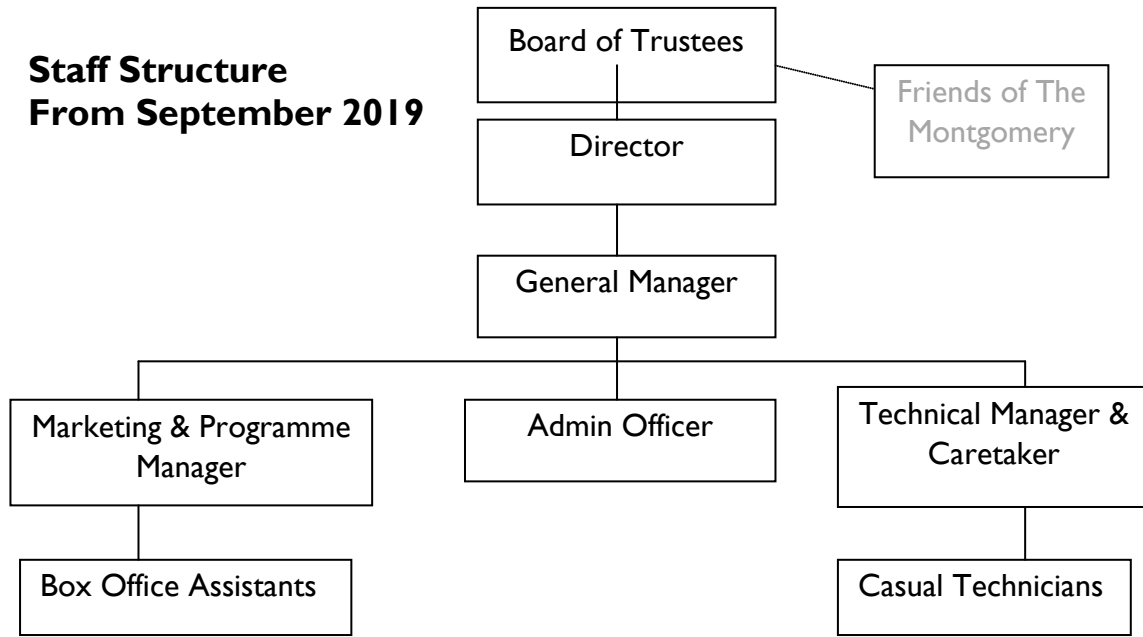 Staff Structure
From September 2019
Board of Trustees
Friends of The
Montgomery
Director
General Manager
Marketing & Programme
Manager
Admin Officer
Technical Manager &
Caretaker
Box Office Assistants
Casual Technicians